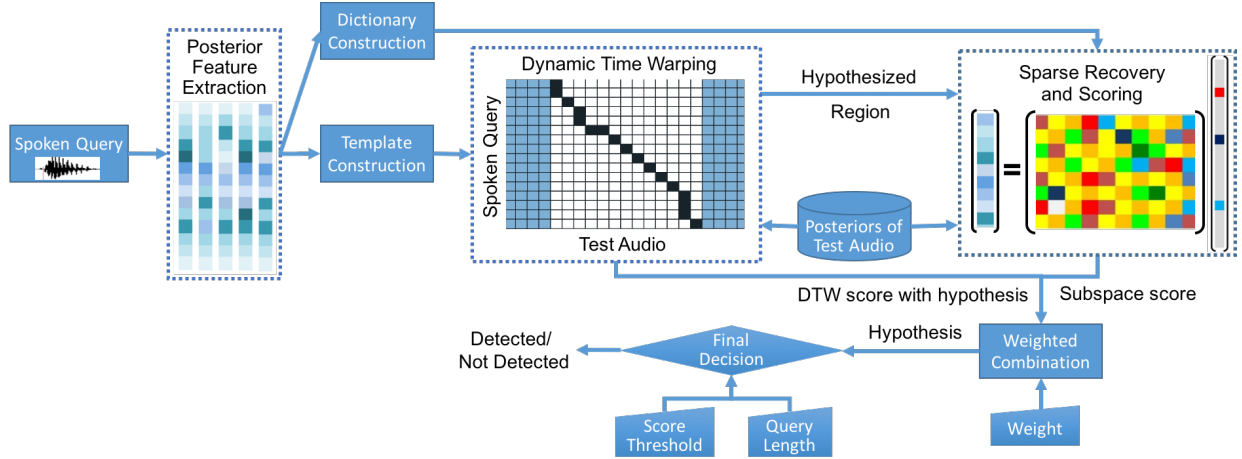 Dictionary
Construction
Posterior
Feature
Extraction
Spoken Query
Template
Construction
Dynamic Time Warping
Spoken Query
Test Audio
Hypothesized
Region
Posteriors of
Test Audio
Sparse Recovery
and Scoring
=
DTW score with hypothesis
Subspace score
Weighted
Combination
Weight
Hypothesis
Final
Decision
Score
Threshold
Query
Length
Detected/
Not Detected